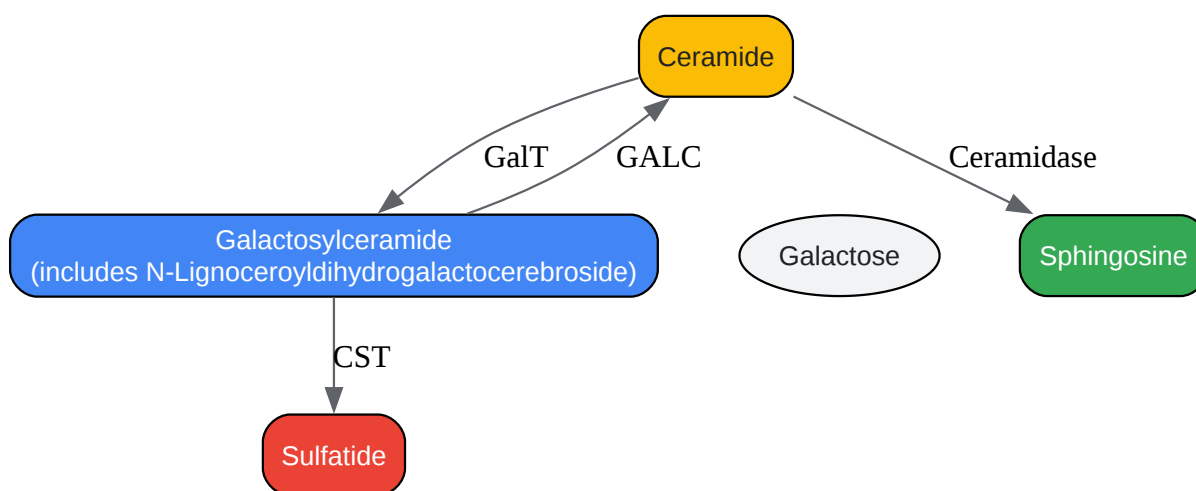 Ceramide
GalT
GALC
Ceramidase
Galactosylceramide
(includes N-Lignoceroyldihydrogalactocerebroside)
Galactose
Sphingosine
CST
Sulfatide